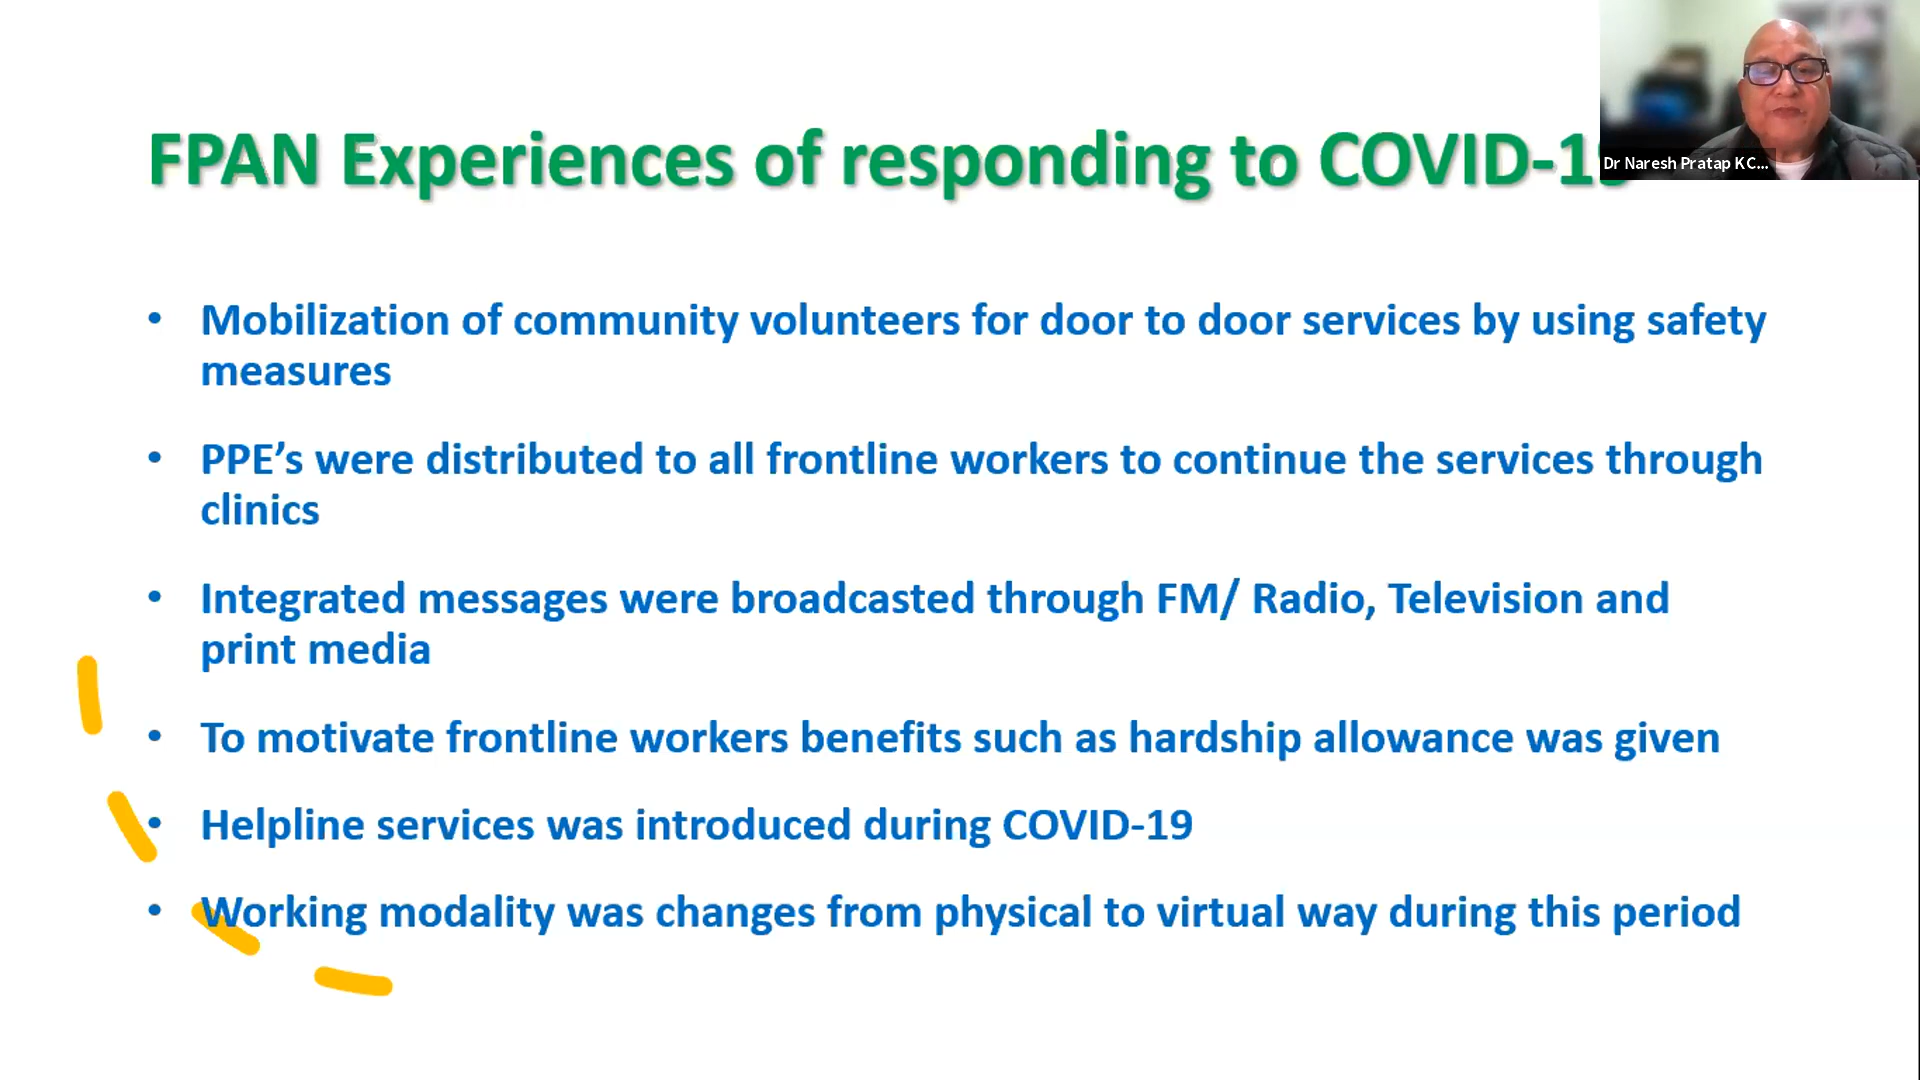 FPAN Experiences of responding to COVID-19
Dr Naresh Pratap KC...
• Mobilization of community volunteers for door to door services by using safety
measures
• PPE’s were distributed to all frontline workers to continue the services through
clinics
• Integrated messages were broadcasted through FM/ Radio, Television and
print media
• To motivate frontline workers benefits such as hardship allowance was given
• Helpline services was introduced during COVID-19
• Working modality was changes from physical to virtual way during this period